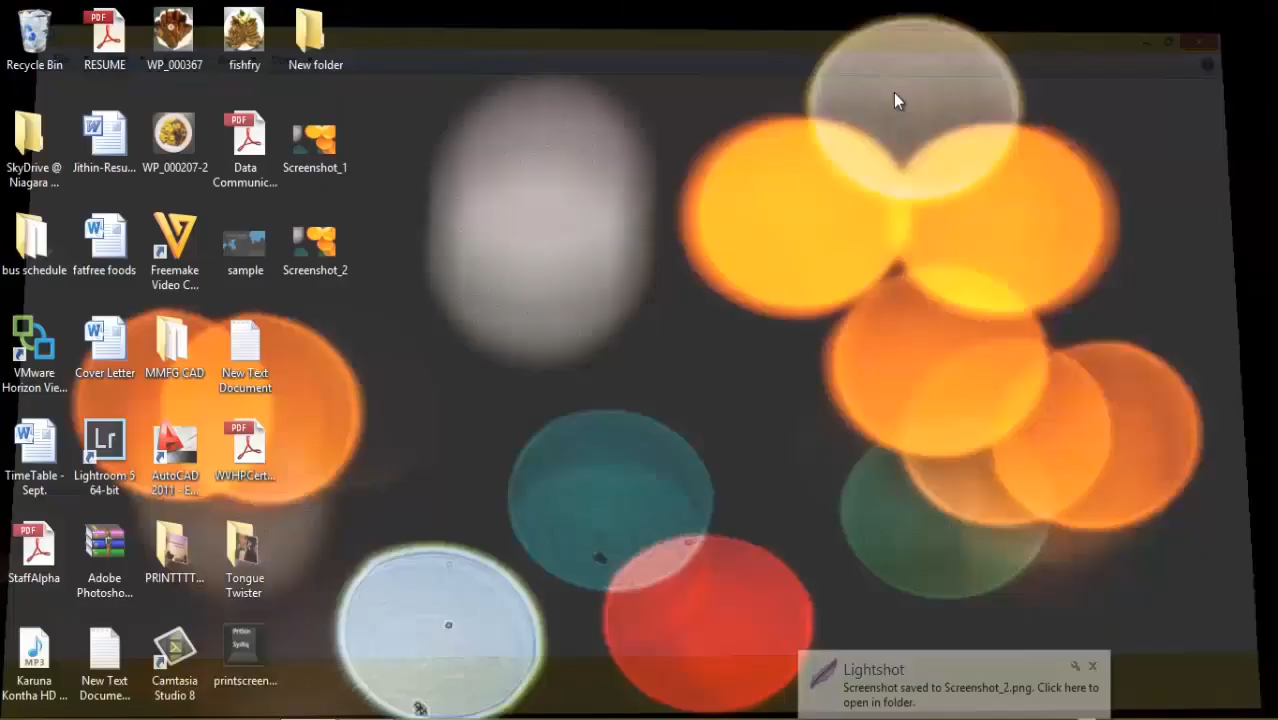 Recycle Bin
RESUME
WP_000367
fishfry
New folder
SkyDrive @
Niagara ...
Jithin-Resu...
WP_000207-2
Data
Communic...
Screenshot_1
bus schedule
fatfree foods
Freemake
Video C...
sample
Screenshot_2
VMware
Horizon Vie...
Cover Letter
MMFG CAD
New Text
Document
TimeTable -
Sept.
Lr
Lightroom 5
64-bit
AutoCAD
2011 - E...
WVHPCert...
StaffAlpha
Adobe
Photosho...
PRINTTTT...
Tongue
Twister
Karuna
Kontha HD ...
New Text
Docume...
Camtasia
Studio 8
printscreen...
PDF
PDF
PDF
PDF
MP3
Lightshot
Screenshot saved to Screenshot_2.png. Click here to
open in folder.